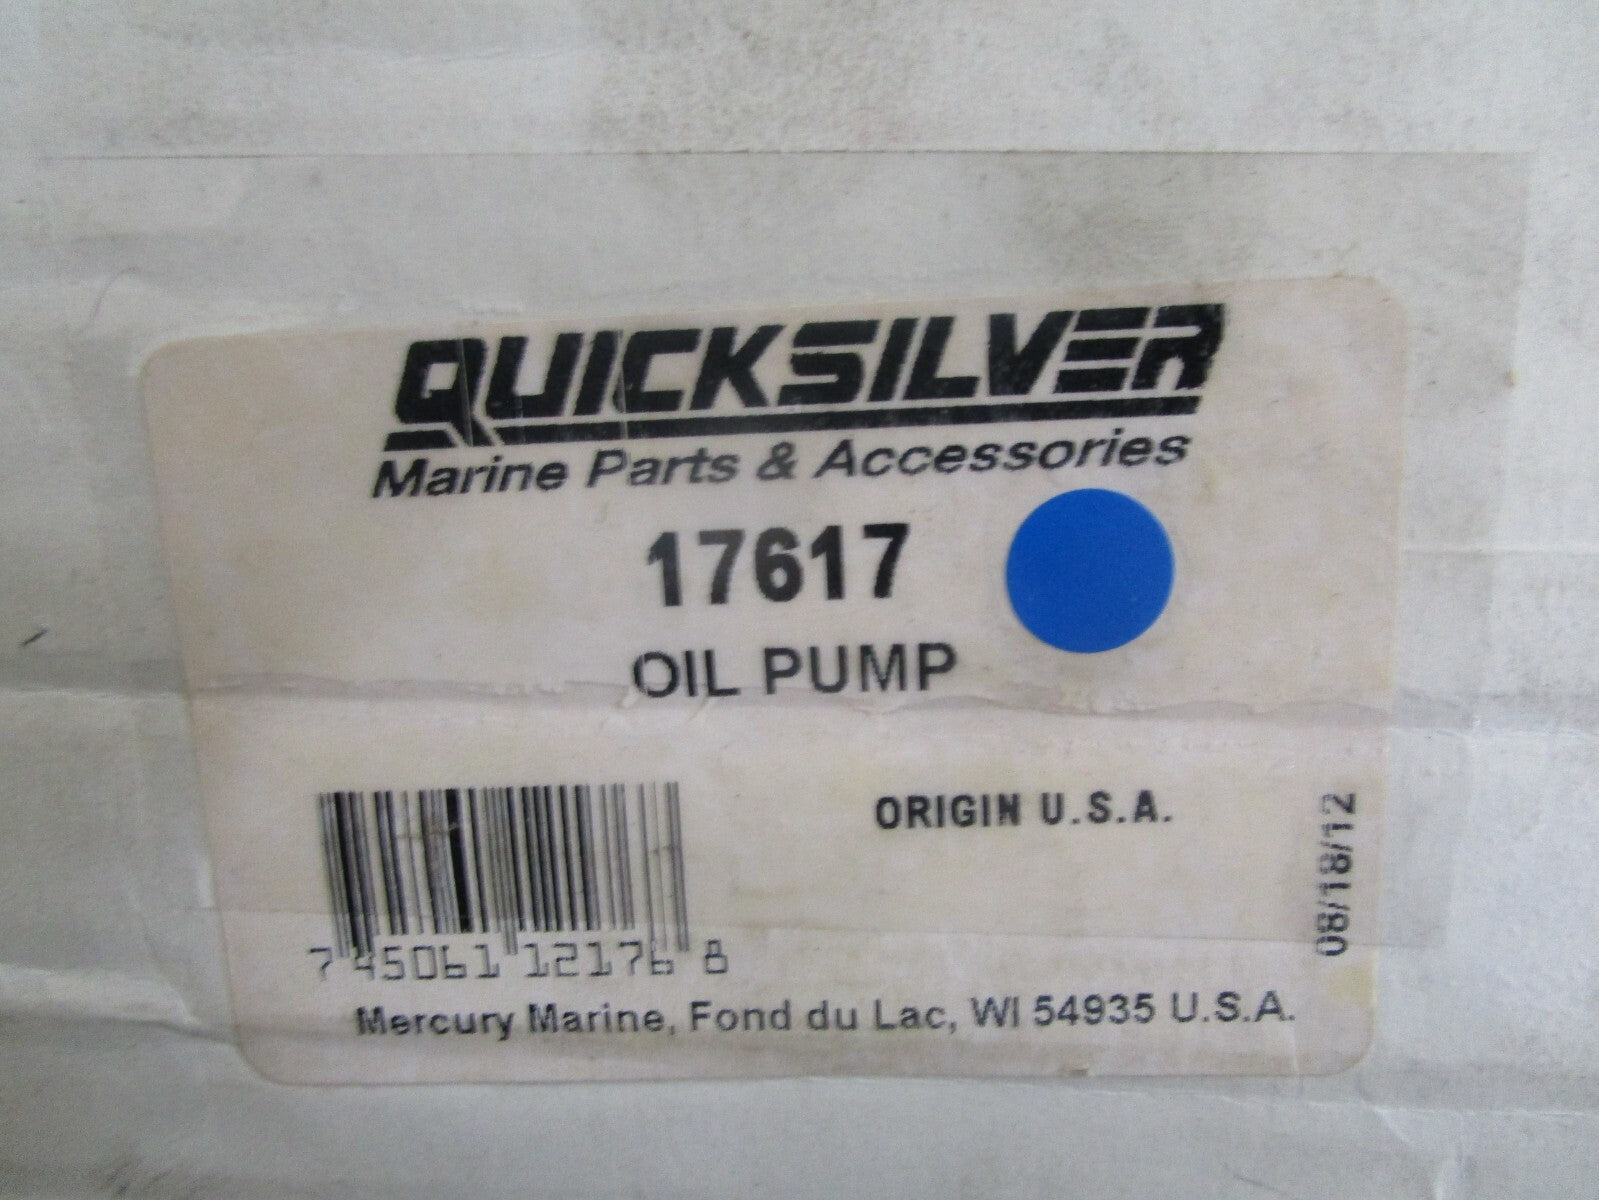 QUICKSILVER
Marine Parts & Accessories
17617
OIL PUMP
ORIGIN U.S.A.
08/18/12
7 45061 12176 8
Mercury Marine, Fond du Lac, WI 54935 U.S.A.